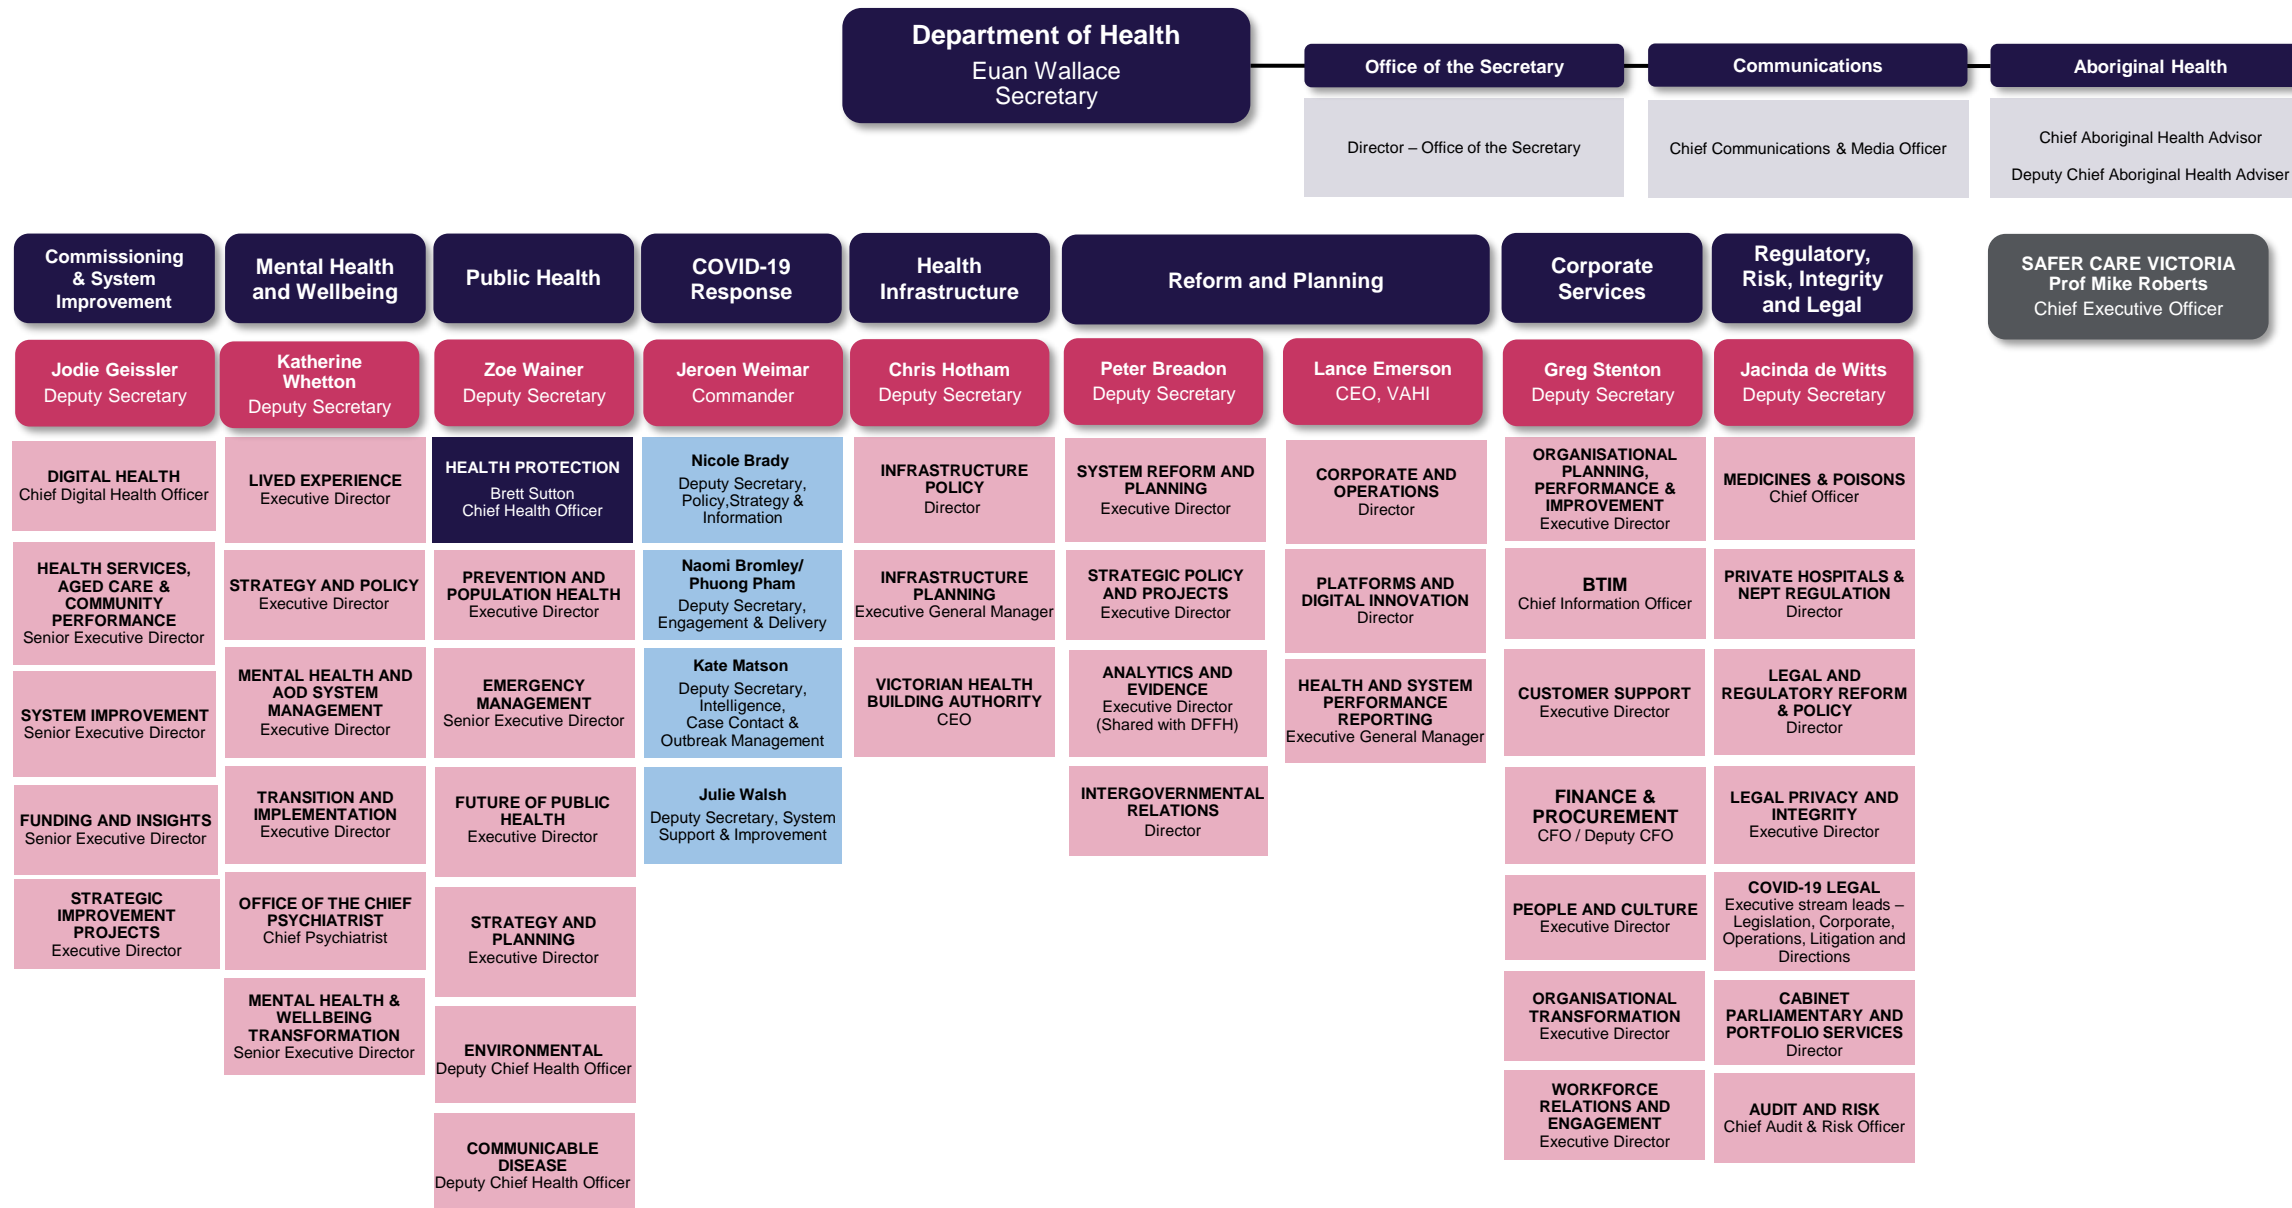 Department of Health
Euan Wallace
Secretary
Office of the Secretary
Director – Office of the Secretary
Communications
Chief Communications & Media Officer
Aboriginal Health
Chief Aboriginal Health Advisor
Deputy Chief Aboriginal Health Adviser
Commissioning
& System
Improvement
Jodie Geissler
Deputy Secretary
DIGITAL HEALTH
Chief Digital Health Officer
HEALTH SERVICES,
AGED CARE &
COMMUNITY
PERFORMANCE
Senior Executive Director
SYSTEM IMPROVEMENT
Senior Executive Director
FUNDING AND INSIGHTS
Senior Executive Director
STRATEGIC
IMPROVEMENT
PROJECTS
Executive Director
Mental Health
and Wellbeing
Katherine
Whetton
Deputy Secretary
LIVED EXPERIENCE
Executive Director
STRATEGY AND POLICY
Executive Director
MENTAL HEALTH AND
AOD SYSTEM
MANAGEMENT
Executive Director
TRANSITION AND
IMPLEMENTATION
Executive Director
OFFICE OF THE CHIEF
PSYCHIATRIST
Chief Psychiatrist
MENTAL HEALTH &
WELLBEING
TRANSFORMATION
Senior Executive Director
Public Health
Zoe Wainer
Deputy Secretary
HEALTH PROTECTION
Brett Sutton
Chief Health Officer
PREVENTION AND
POPULATION HEALTH
Executive Director
EMERGENCY
MANAGEMENT
Senior Executive Director
FUTURE OF PUBLIC
HEALTH
Executive Director
STRATEGY AND
PLANNING
Executive Director
ENVIRONMENTAL
Deputy Chief Health Officer
COMMUNICABLE
DISEASE
Deputy Chief Health Officer
COVID-19
Response
Jeroen Weimar
Commander
Nicole Brady
Deputy Secretary,
Policy,Strategy &
Information
Naomi Bromley/
Phuong Pham
Deputy Secretary,
Engagement & Delivery
Kate Matson
Deputy Secretary,
Intelligence,
Case Contact &
Outbreak Management
Julie Walsh
Deputy Secretary, System
Support & Improvement
Health
Infrastructure
Chris Hotham
Deputy Secretary
INFRASTRUCTURE
POLICY
Director
INFRASTRUCTURE
PLANNING
Executive General Manager
VICTORIAN HEALTH
BUILDING AUTHORITY
CEO
Reform and Planning
Peter Breadon
Deputy Secretary
SYSTEM REFORM AND
PLANNING
Executive Director
STRATEGIC POLICY
AND PROJECTS
Executive Director
ANALYTICS AND
EVIDENCE
Executive Director
(Shared with DFFH)
INTERGOVERNMENTAL
RELATIONS
Director
Lance Emerson
CEO, VAHI
CORPORATE AND
OPERATIONS
Director
PLATFORMS AND
DIGITAL INNOVATION
Director
HEALTH AND SYSTEM
PERFORMANCE
REPORTING
Executive General Manager
Corporate
Services
Greg Stenton
Deputy Secretary
ORGANISATIONAL
PLANNING,
PERFORMANCE &
IMPROVEMENT
Executive Director
BTIM
Chief Information Officer
CUSTOMER SUPPORT
Executive Director
FINANCE &
PROCUREMENT
CFO / Deputy CFO
PEOPLE AND CULTURE
Executive Director
ORGANISATIONAL
TRANSFORMATION
Executive Director
WORKFORCE
RELATIONS AND
ENGAGEMENT
Executive Director
Regulatory,
Risk, Integrity
and Legal
Jacinda de Witts
Deputy Secretary
MEDICINES & POISONS
Chief Officer
PRIVATE HOSPITALS &
NEPT REGULATION
Director
LEGAL AND
REGULATORY REFORM
& POLICY
Director
LEGAL PRIVACY AND
INTEGRITY
Executive Director
COVID-19 LEGAL
Executive stream leads –
Legislation, Corporate,
Operations, Litigation and
Directions
CABINET
PARLIAMENTARY AND
PORTFOLIO SERVICES
Director
AUDIT AND RISK
Chief Audit & Risk Officer
SAFER CARE VICTORIA
Prof Mike Roberts
Chief Executive Officer